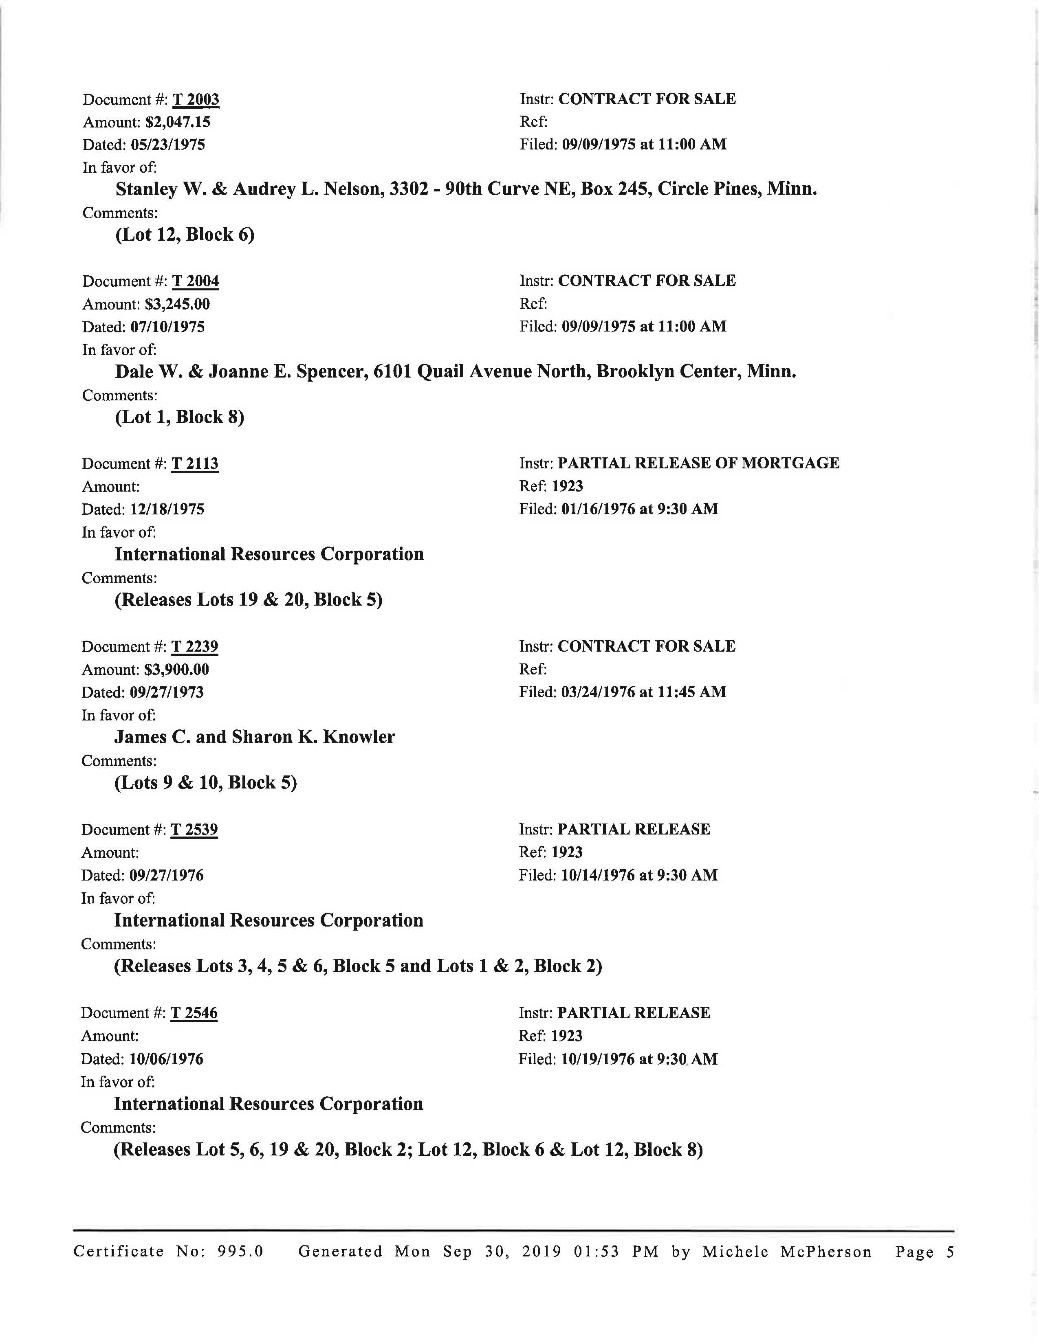 Document #: T 2003 Instr: CONTRACT FOR SALE
Amount: $2,047.15 Ref:
Dated: 05/23/1975 Filed: 09/09/1975 at 11:00 AM
In favor of:
Stanley W. & Audrey L. Nelson, 3302 - 90th Curve NE, Box 245, Circle Pines, Minn.
Comments:
(Lot 12, Block 6)
Document #: T 2004 Instr: CONTRACT FOR SALE
Amount: $3,245.00 Ref:
Dated: 07/10/1975 Filed: 09/09/1975 at 11:00 AM
In favor of:
Dale W. & Joanne E. Spencer, 6101 Quail Avenue North, Brooklyn Center, Minn.
Comments:
(Lot 1, Block 8)
Document #: T 2113 Instr: PARTIAL RELEASE OF MORTGAGE
Amount: Ref: 1923
Dated: 12/18/1975 Filed: 01/16/1976 at 9:30 AM
In favor of:
International Resources Corporation
Comments:
(Releases Lots 19 & 20, Block 5)
Document #: T 2239 Instr: CONTRACT FOR SALE
Amount: $3,900.00 Ref:
Dated: 09/27/1973 Filed: 03/24/1976 at 11:45 AM
In favor of:
James C. and Sharon K. Knowler
Comments:
(Lots 9 & 10, Block 5)
Document #: T 2539 Instr: PARTIAL RELEASE
Amount: Ref: 1923
Dated: 09/27/1976 Filed: 10/14/1976 at 9:30 AM
In favor of:
International Resources Corporation
Comments:
(Releases Lots 3, 4, 5 & 6, Block 5 and Lots 1 & 2, Block 2)
Document #: T 2546 Instr: PARTIAL RELEASE
Amount: Ref: 1923
Dated: 10/06/1976 Filed: 10/19/1976 at 9:30 AM
In favor of:
International Resources Corporation
Comments:
(Releases Lot 5, 6, 19 & 20, Block 2; Lot 12, Block 6 & Lot 12, Block 8)
Certificate No: 995.0 Generated Mon Sep 30, 2019 01:53 PM by Michele McPherson Page 5